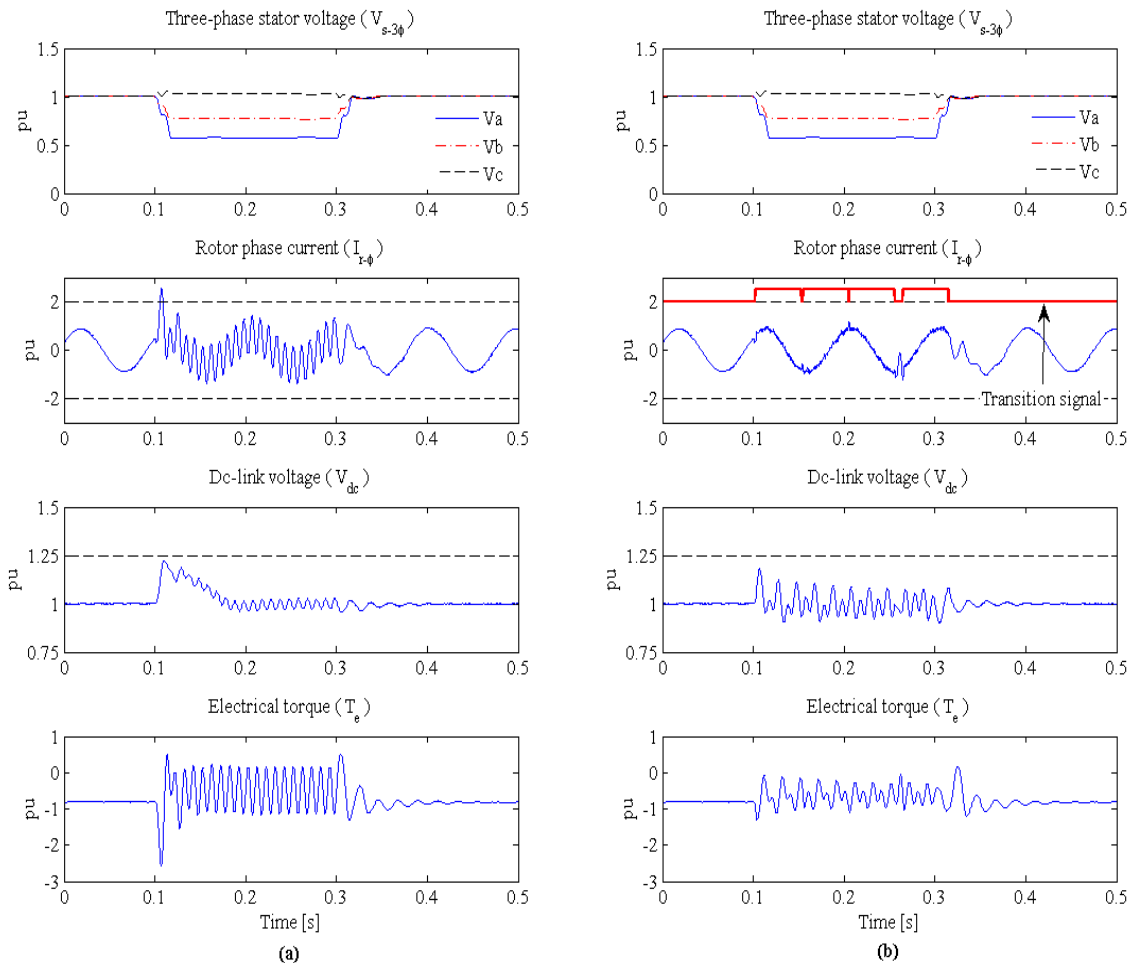 Three-phase stator voltage ( V_s-3ϕ )
1.5
1
0.5
0
pu
Va
Vb
Vc
0 0.1 0.2 0.3 0.4 0.5
Rotor phase current ( I_r-ϕ )
2
0
-2
pu
0 0.1 0.2 0.3 0.4 0.5
Dc-link voltage ( V_dc )
1.5
1.25
1
0.75
pu
0 0.1 0.2 0.3 0.4 0.5
Electrical torque ( T_e )
1
0
-1
-2
-3
pu
0 0.1 0.2 0.3 0.4 0.5
Time [s]
(a)
Three-phase stator voltage ( V_s-3ϕ )
1.5
1
0.5
0
pu
Va
Vb
Vc
0 0.1 0.2 0.3 0.4 0.5
Rotor phase current ( I_r-ϕ )
2
0
-2
pu
Transition signal
0 0.1 0.2 0.3 0.4 0.5
Dc-link voltage ( V_dc )
1.5
1.25
1
0.75
pu
0 0.1 0.2 0.3 0.4 0.5
Electrical torque ( T_e )
1
0
-1
-2
-3
pu
0 0.1 0.2 0.3 0.4 0.5
Time [s]
(b)